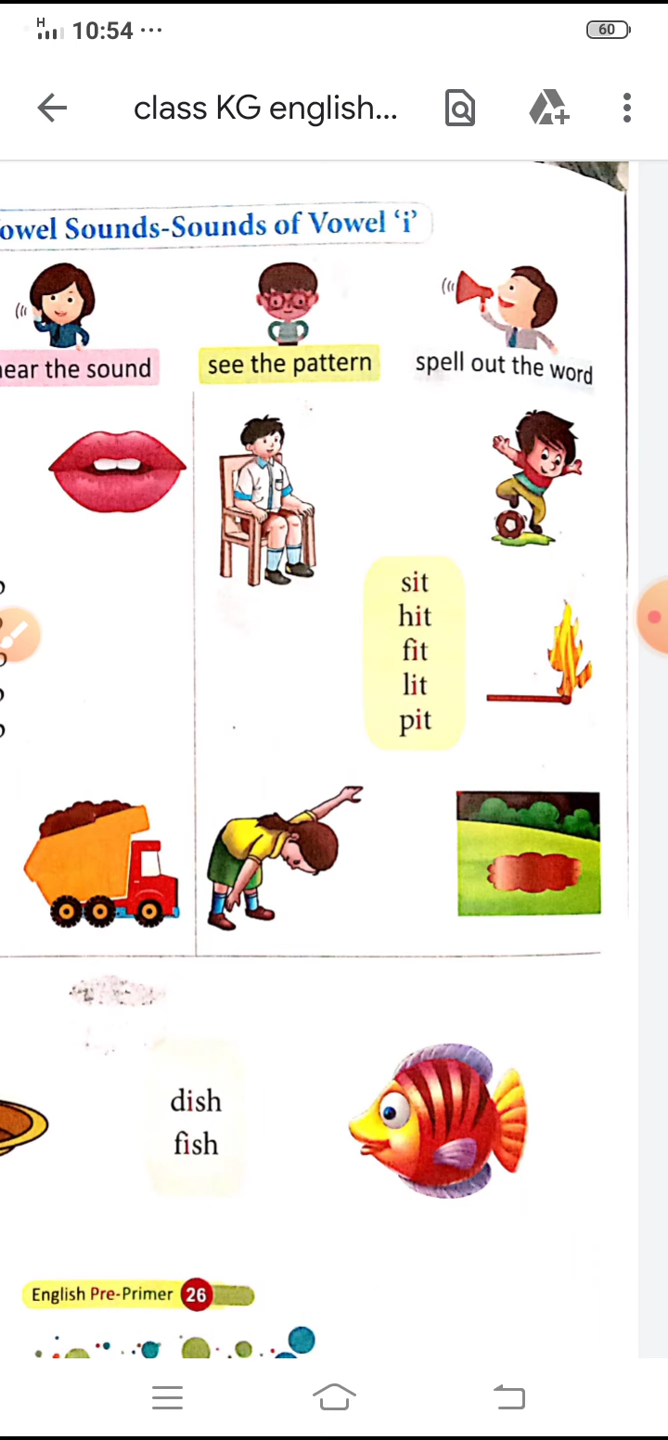 H
10:54 ...
60
class KG english...
owel Sounds-Sounds of Vowel ‘i’
ear the sound
see the pattern
spell out the word
sit
hit
fit
lit
pit
dish
fish
English Pre-Primer 26